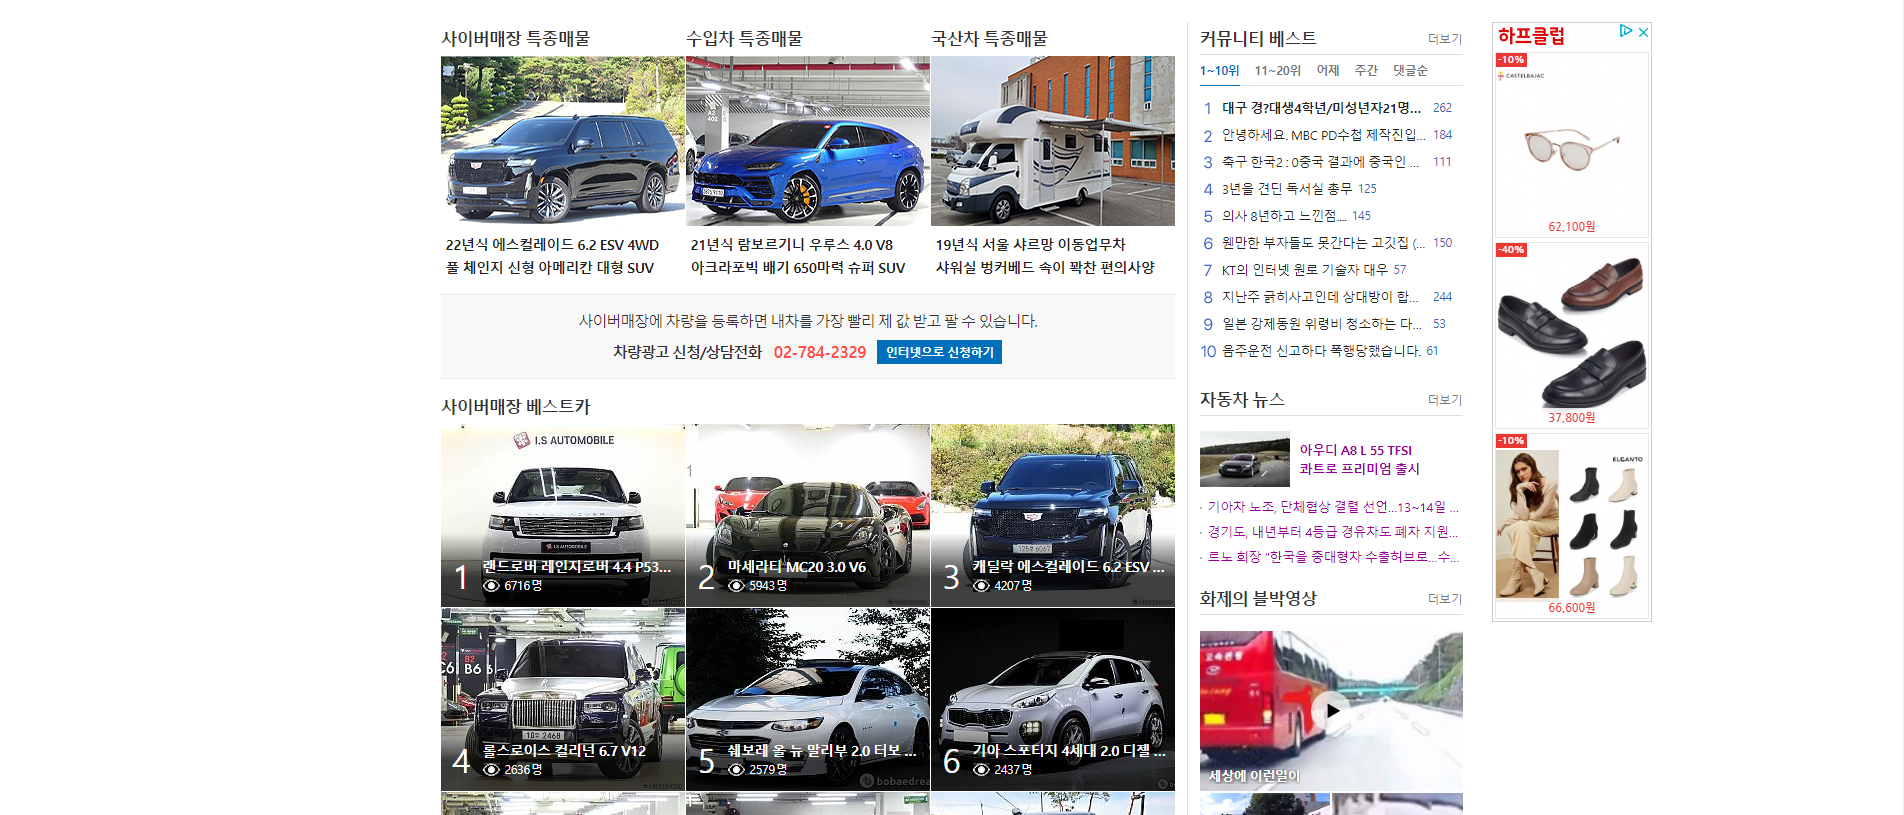 사이버매장 특종매물
22년식 에스컬레이드 6.2 ESV 4WD
풀 체인지 신형 아메리칸 대형 SUV
수입차 특종매물
21년식 람보르기니 우루스 4.0 V8
아크라포빅 배기 650마력 슈퍼 SUV
국산차 특종매물
19년식 서울 샤르망 이동업무차
샤워실 벙커베드 속이 꽉찬 편의사양
사이버매장에 차량을 등록하면 내차를 가장 빨리 제 값 받고 팔 수 있습니다.
차량광고 신청/상담전화 02-784-2329 인터넷으로 신청하기
사이버매장 베스트카
I.S AUTOMOBILE
I.S AUTOMOBILE
1 랜드로버 레인지로버 4.4 P53...
6716명
2 마세라티 MC20 3.0 V6
5943명
125주 6067
3 캐딜락 에스컬레이드 6.2 ESV ...
4207명
B2
C6 B6
4 롤스로이스 컬리넌 6.7 V12
2636명
5 쉐보레 올 뉴 말리부 2.0 터보 ...
2579명
bobaedrea
6 기아 스포티지 4세대 2.0 디젤 ...
2437명
커뮤니티 베스트 더보기
1~10위 11~20위 어제 주간 댓글순
1 대구 경?대생4학년/미성년자21명... 262
2 안녕하세요. MBC PD수첩 제작진입... 184
3 축구 한국2 : 0중국 결과에 중국인 ... 111
4 3년을 견딘 독서실 총무 125
5 의사 8년하고 느낀점.... 145
6 웬만한 부자들도 못간다는 고깃집 (... 150
7 KT의 인터넷 원로 기술자 대우 57
8 지난주 긁히사고인데 상대방이 합... 244
9 일본 강제동원 위령비 청소하는 다... 53
10 음주운전 신고하다 폭행당했습니다. 61
자동차 뉴스 더보기
아우디 A8 L 55 TFSI
콰트로 프리미엄 출시
기아차 노조, 단체협상 결렬 선언...13~14일 ...
경기도, 내년부터 4등급 경유차도 폐차 지원...
르노 회장 "한국을 중대형차 수출허브로...수...
화제의 블박영상 더보기
세상에 이런일이
하프클럽
-10%
CASTELBAJAC
62,100원
-40%
37,800원
-10%
ELGANTO
66,600원